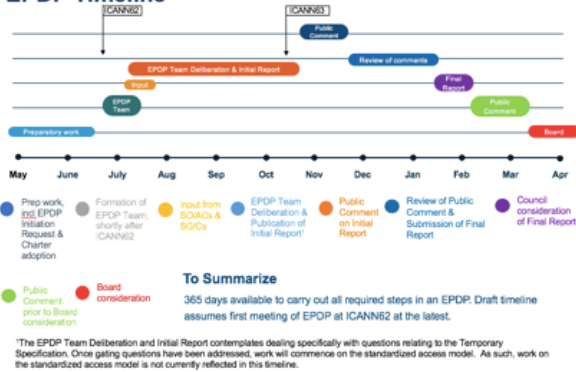 EPDP Timeline
ICANN62
ICANN63
Public
Comment
Review of comments
EPDP Team Deliberation & Initial Report
Input
Final
Report
EPDP
Team
Public
Comment
Preparatory work
Board
May June July Aug Sep Oct Nov Dec Jan Feb Mar Apr
Prep work,
incl EPDP
Initiation
Request &
Charter
adoption
Formation of
EPDP Team;
shortly after
ICANN62
Input from
SO/ACs &
SG/Cs
EPDP Team
Deliberation &
Publication of
Initial Report¹
Public
Comment
on Initial
Report
Review of Public
Comment &
Submission of Final
Report
Council
consideration
of Final Report
Public
Comment
prior to Board
consideration
Board
consideration
To Summarize
365 days available to carry out all required steps in an EPDP. Draft timeline
assumes first meeting of EPDP at ICANN62 at the latest.
¹The EPDP Team Deliberation and Initial Report contemplates dealing specifically with questions relating to the Temporary
Specification. Once gating questions have been addressed, work will commence on the standardized access model. As such, work on
the standardized access model is not currently reflected in this timeline.